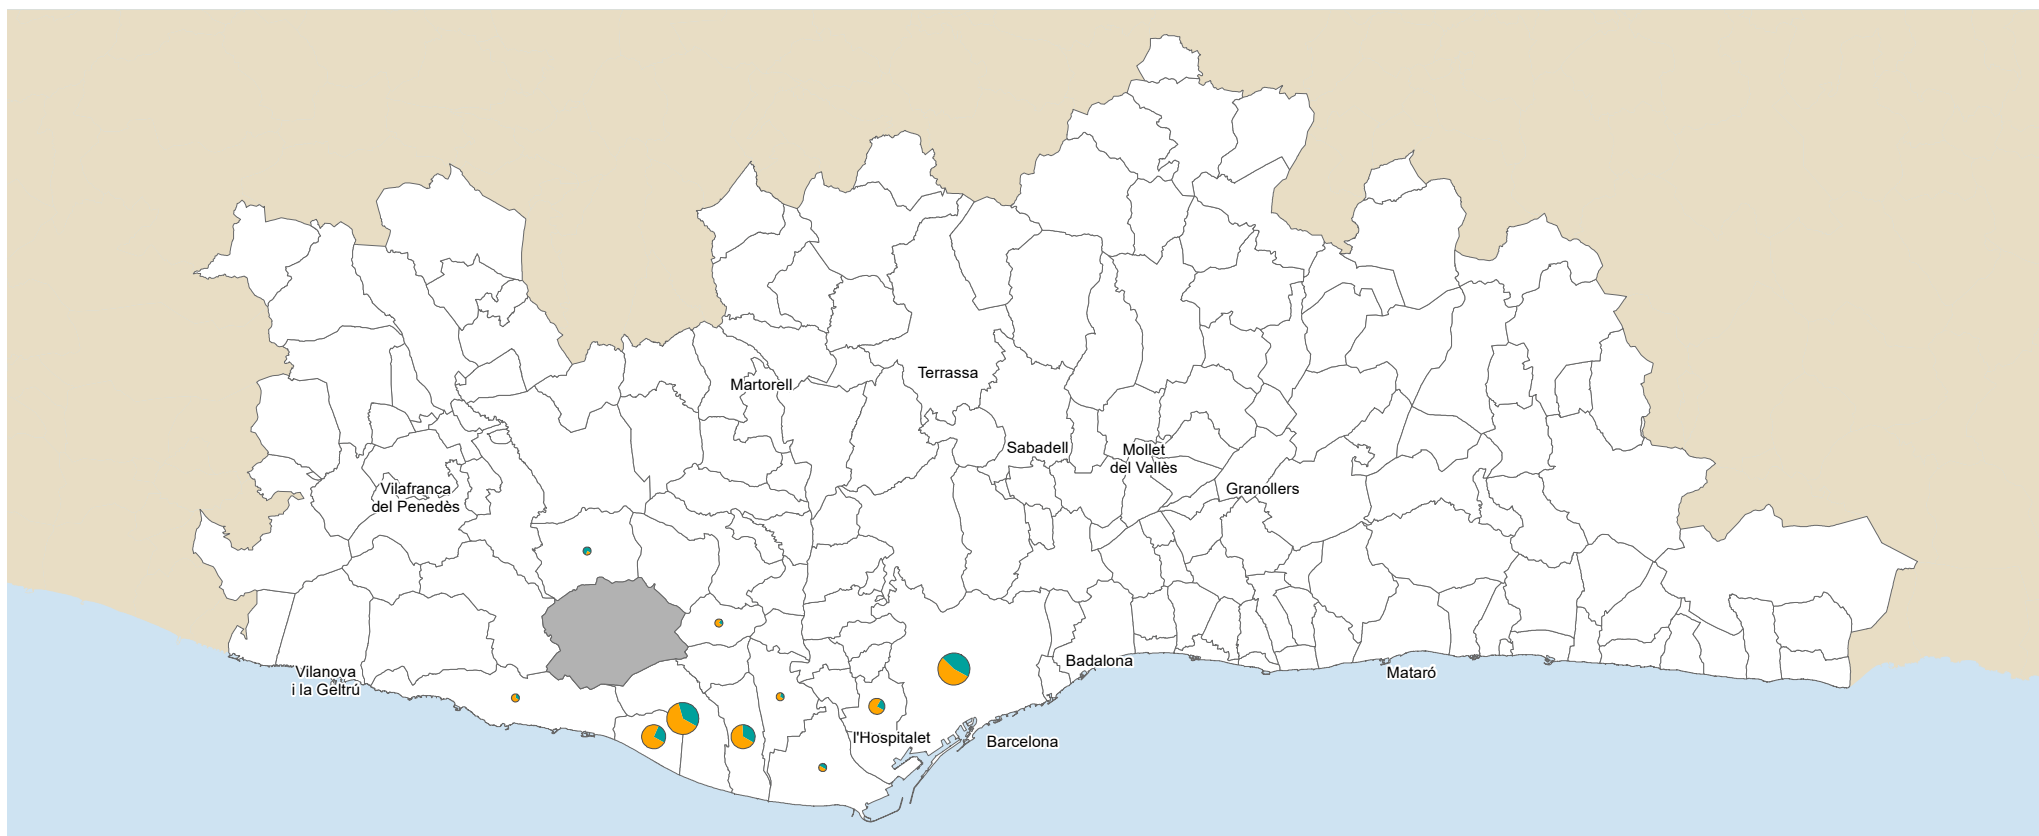 Terrassa
Martorell
Sabadell
Mollet
del Vallès
Vilafranca
del Penedès
Granollers
Badalona
Vilanova
i la Geltrú
Mataró
l'Hospitalet
Barcelona